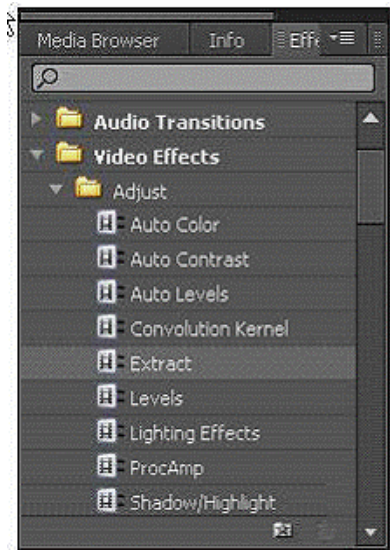 Media Browser Info Effe
Audio Transitions
Video Effects
Adjust
Auto Color
Auto Contrast
Auto Levels
Convolution Kernel
Extract
Levels
Lighting Effects
ProcAmp
Shadow/Highlight